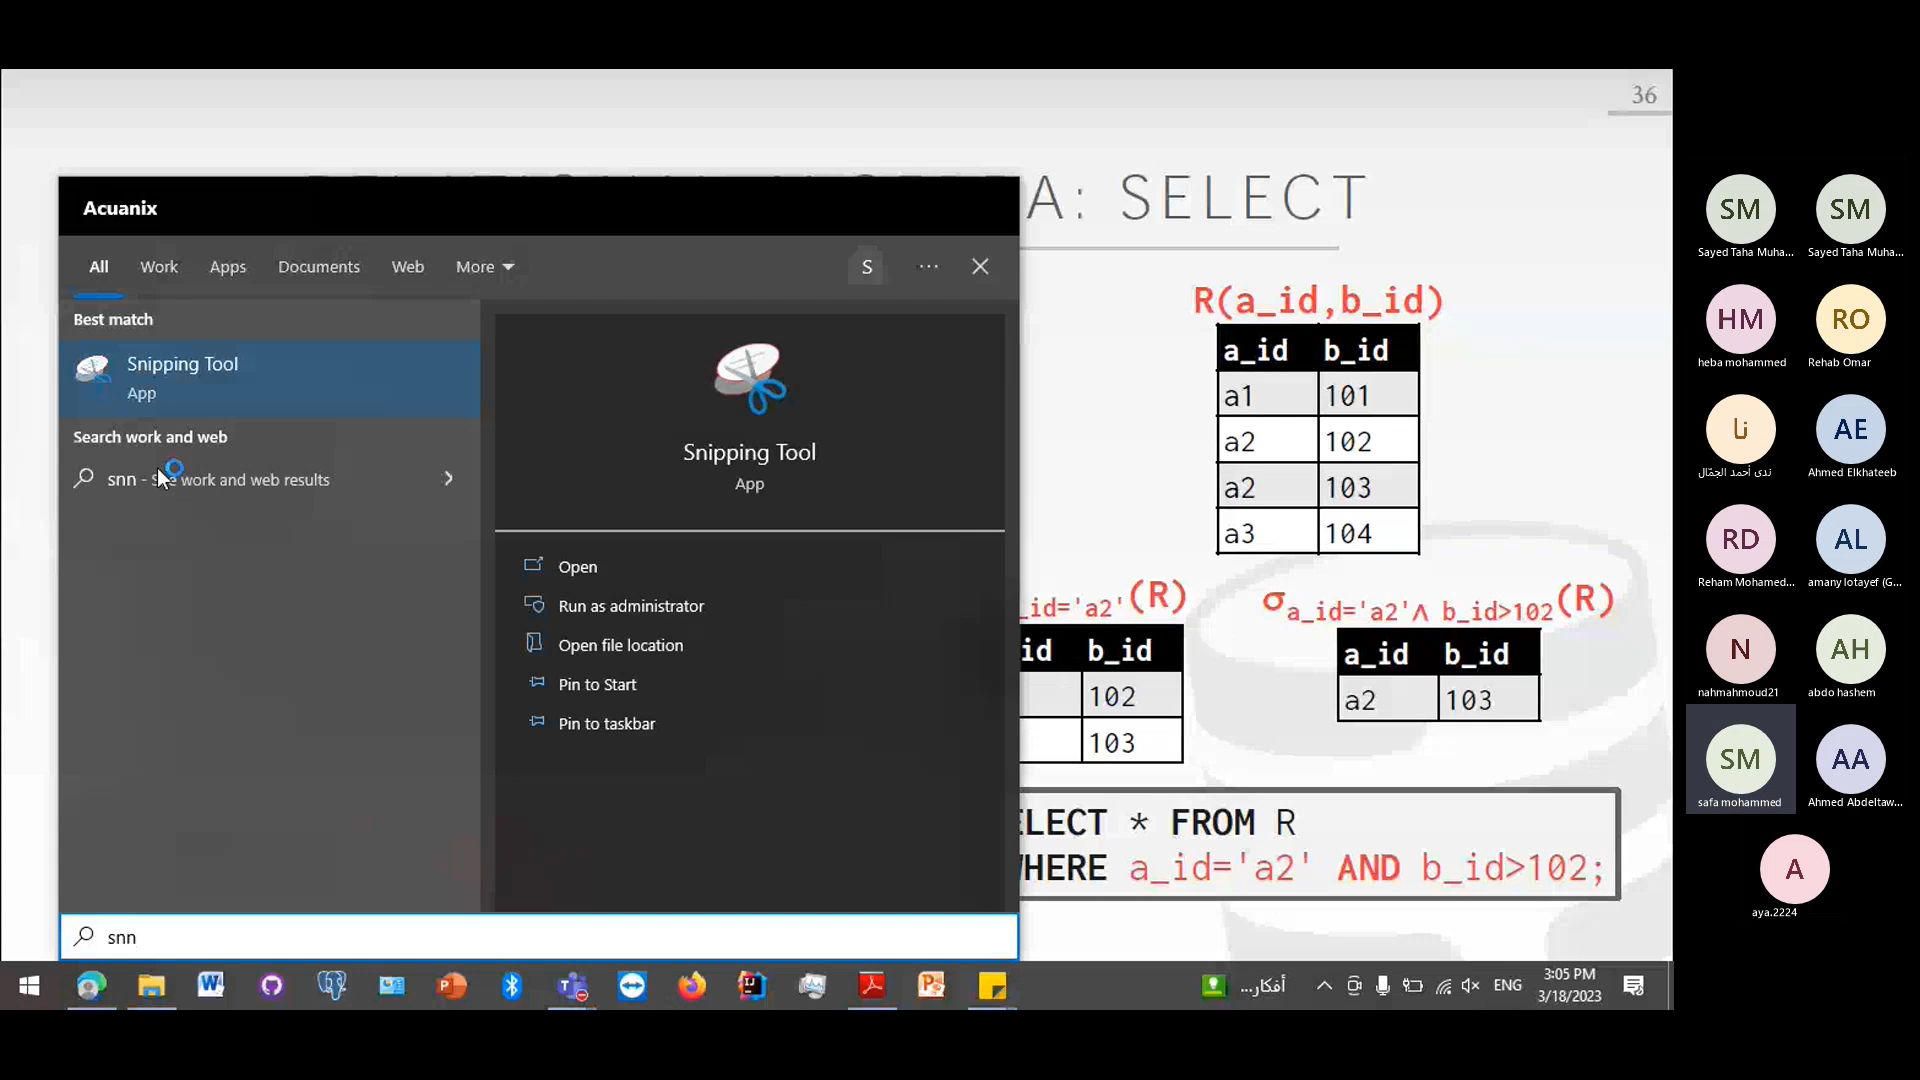 36
A: SELECT
Acuanix
All Work Apps Documents Web More
S
Best match
Snipping Tool
App
Search work and web
snn - See work and web results
Snipping Tool
App
Open
Run as administrator
Open file location
Pin to Start
Pin to taskbar
snn
R(a_id,b_id)
a_id b_id
a1 101
a2 102
a2 103
a3 104
_id='a2'(R)
id b_id
102
103
σa_id='a2'∧ b_id>102(R)
a_id b_id
a2 103
ELECT * FROM R
WHERE a_id='a2' AND b_id>102;
أفكار...
ENG
3:05 PM
3/18/2023
SM
Sayed Taha Muha...
SM
Sayed Taha Muha...
HM
heba mohammed
RO
Rehab Omar
نا
ندى أحمد الجمّال
AE
Ahmed Elkhateeb
RD
Reham Mohamed...
AL
amany lotayef (G...
N
nahmahmoud21
AH
abdo hashem
SM
safa mohammed
AA
Ahmed Abdeltaw...
A
aya.2224